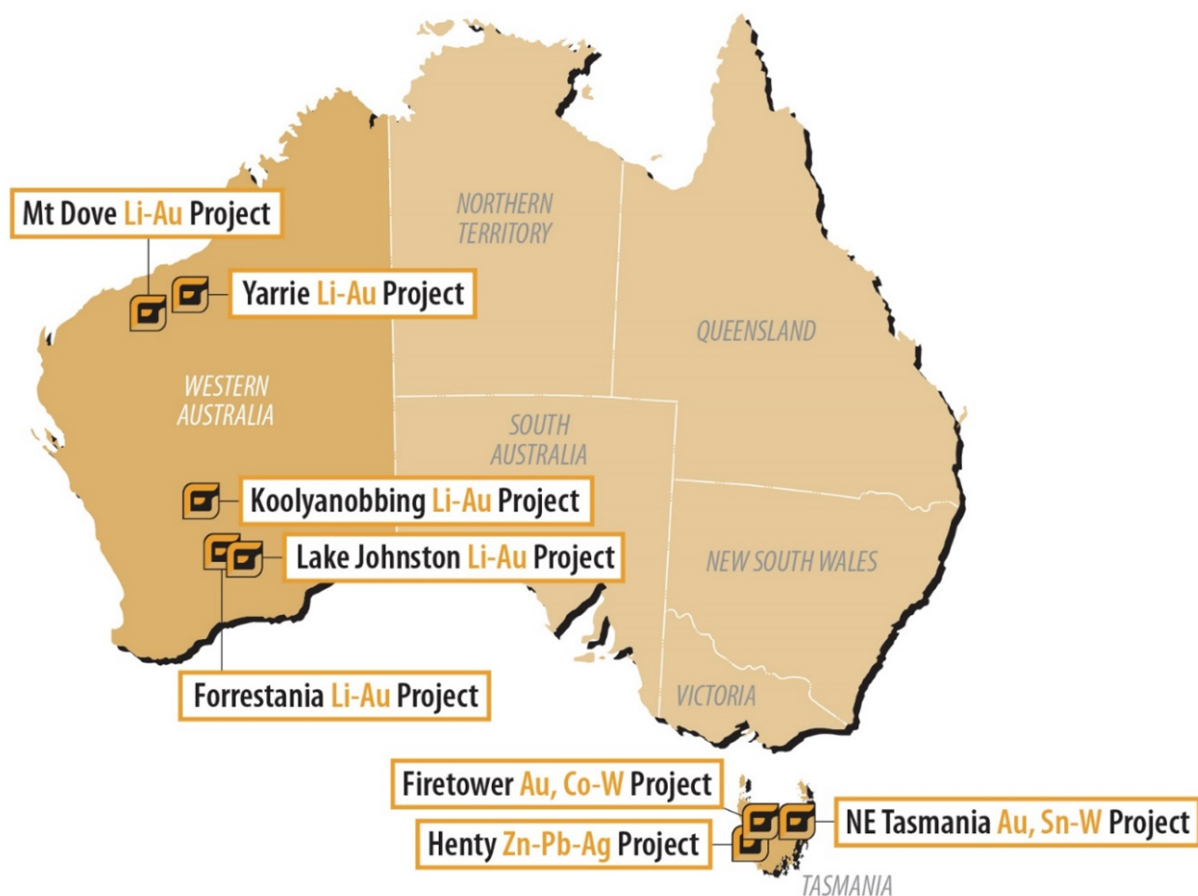 Mt Dove Li-Au Project
Yarrie Li-Au Project
NORTHERN
TERRITORY
QUEENSLAND
WESTERN
AUSTRALIA
SOUTH
AUSTRALIA
Koolyanobbing Li-Au Project
Lake Johnston Li-Au Project
NEW SOUTH WALES
Forrestania Li-Au Project
VICTORIA
Firetower Au, Co-W Project
Henty Zn-Pb-Ag Project
NE Tasmania Au, Sn-W Project
TASMANIA